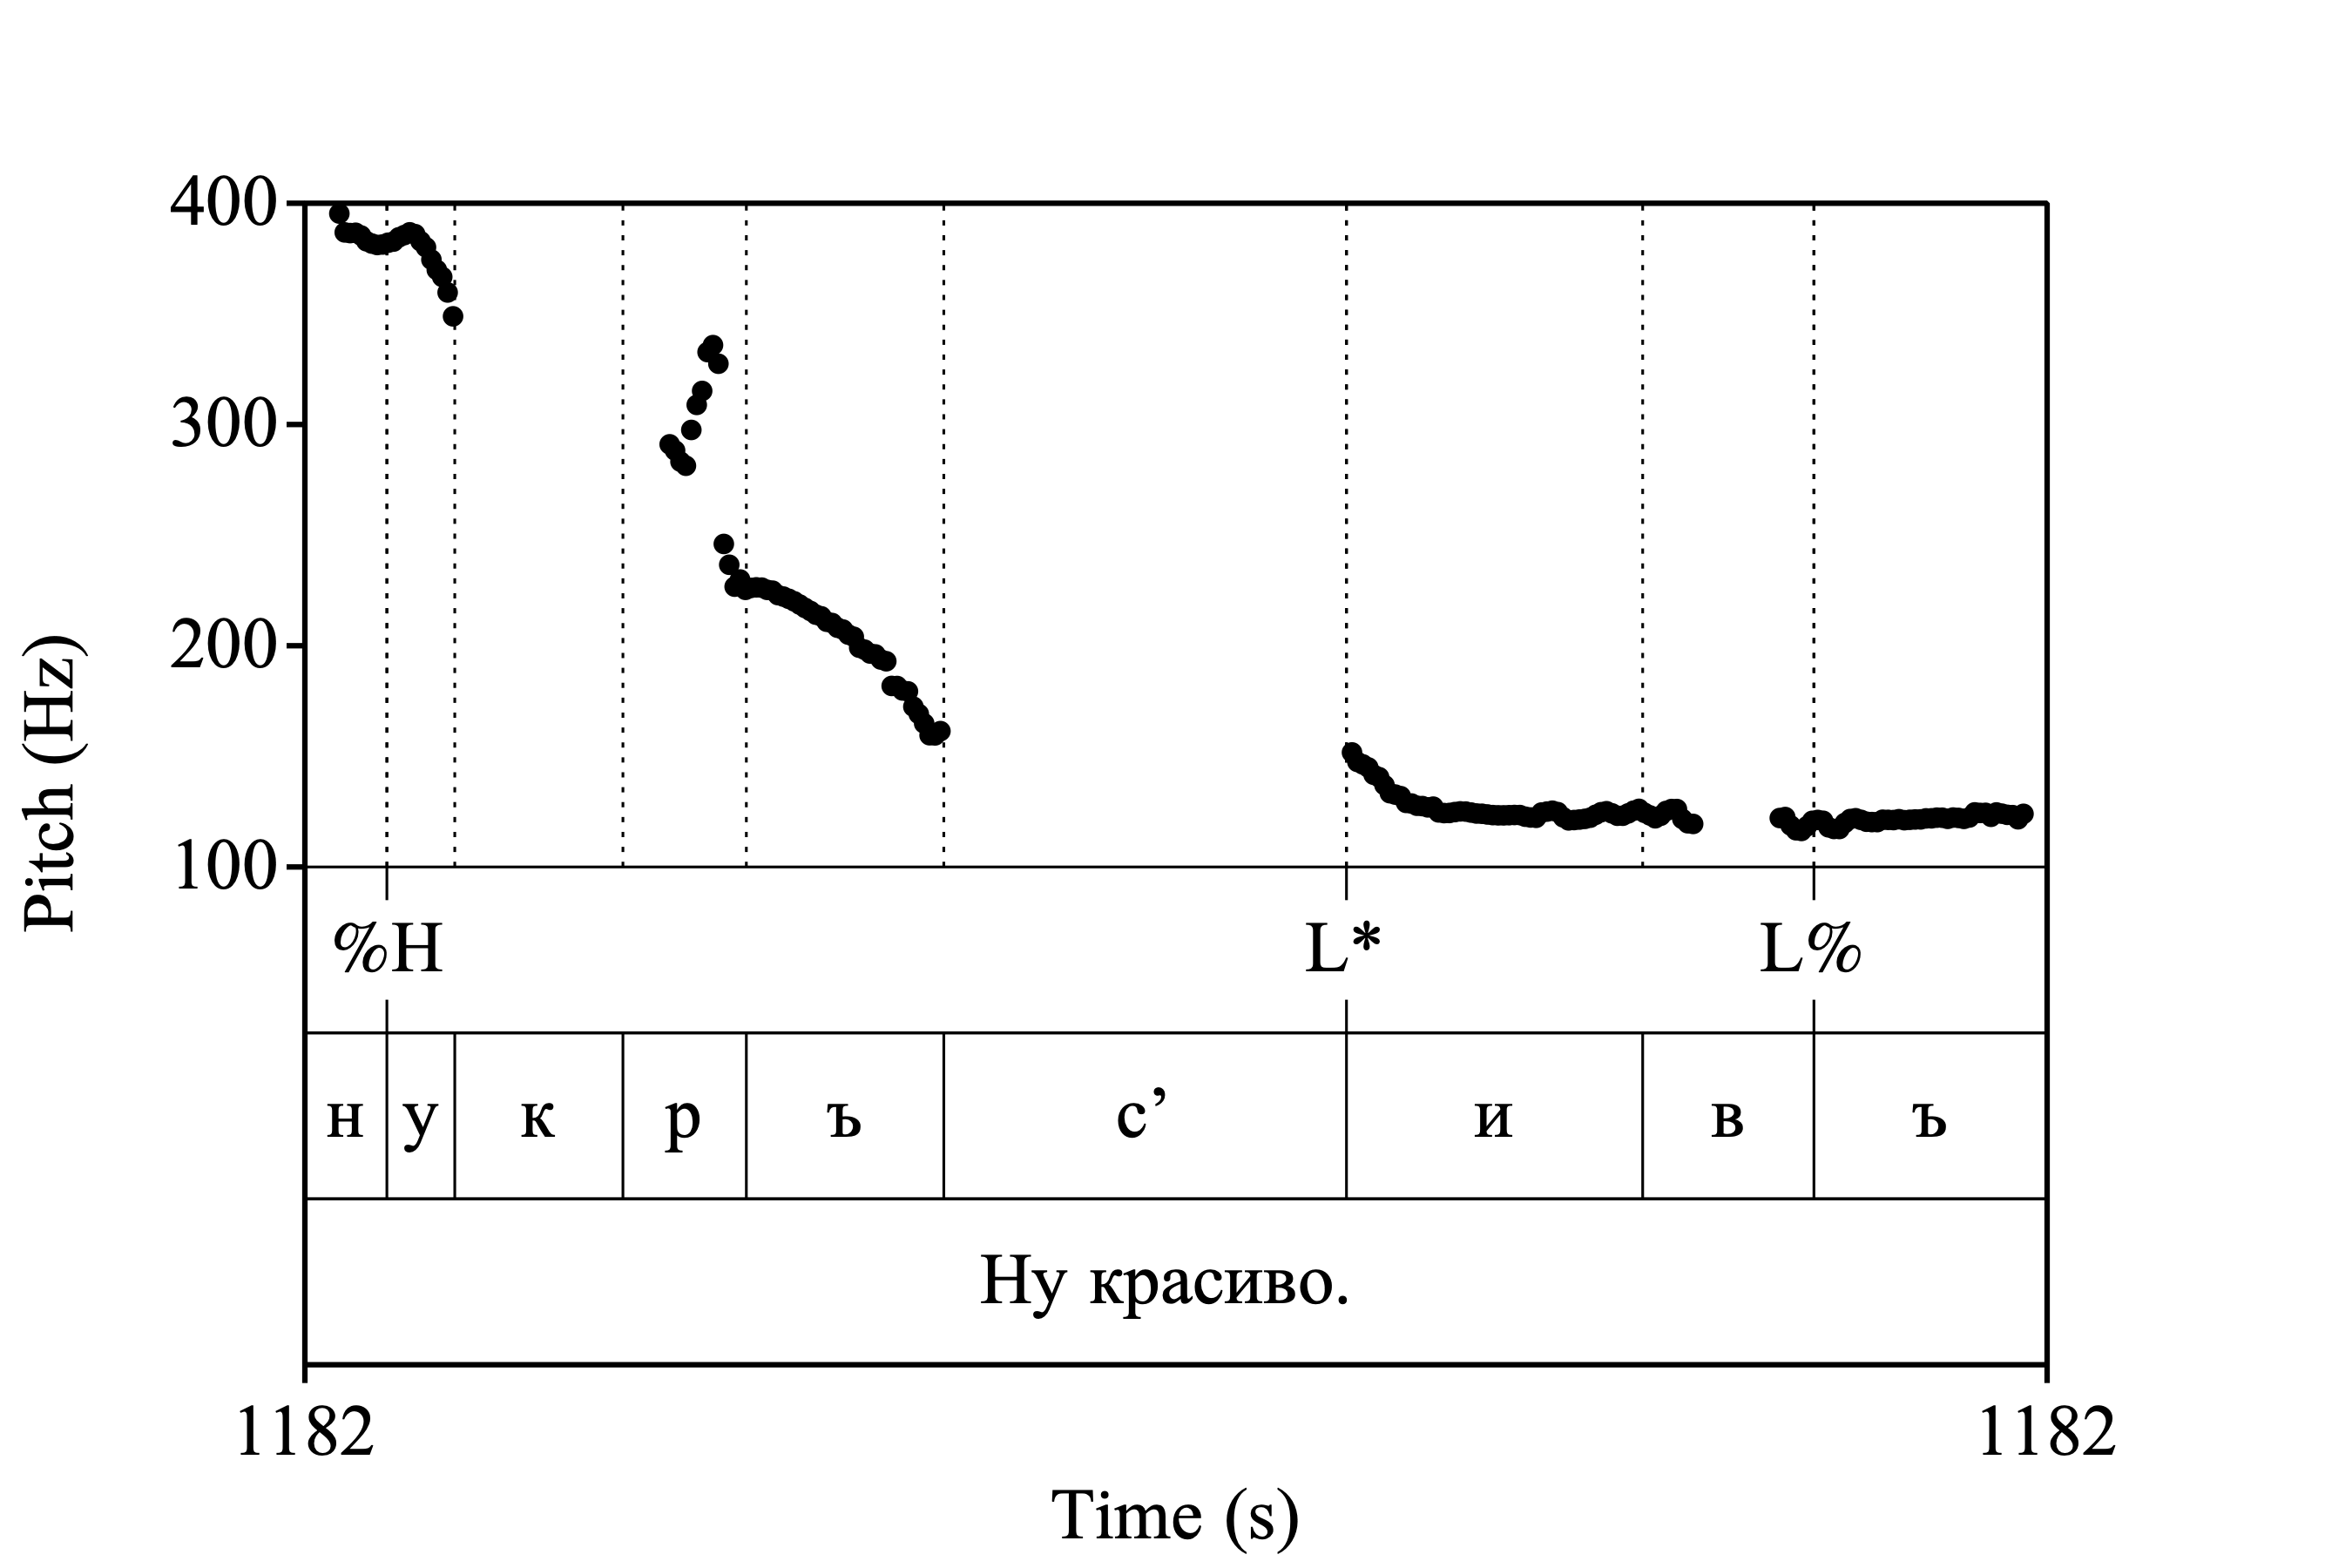 400
300
200
100
Pitch (Hz)
%H L* L%
н у к р ъ с’ и в ъ
Ну красиво.
1182 1182
Time (s)